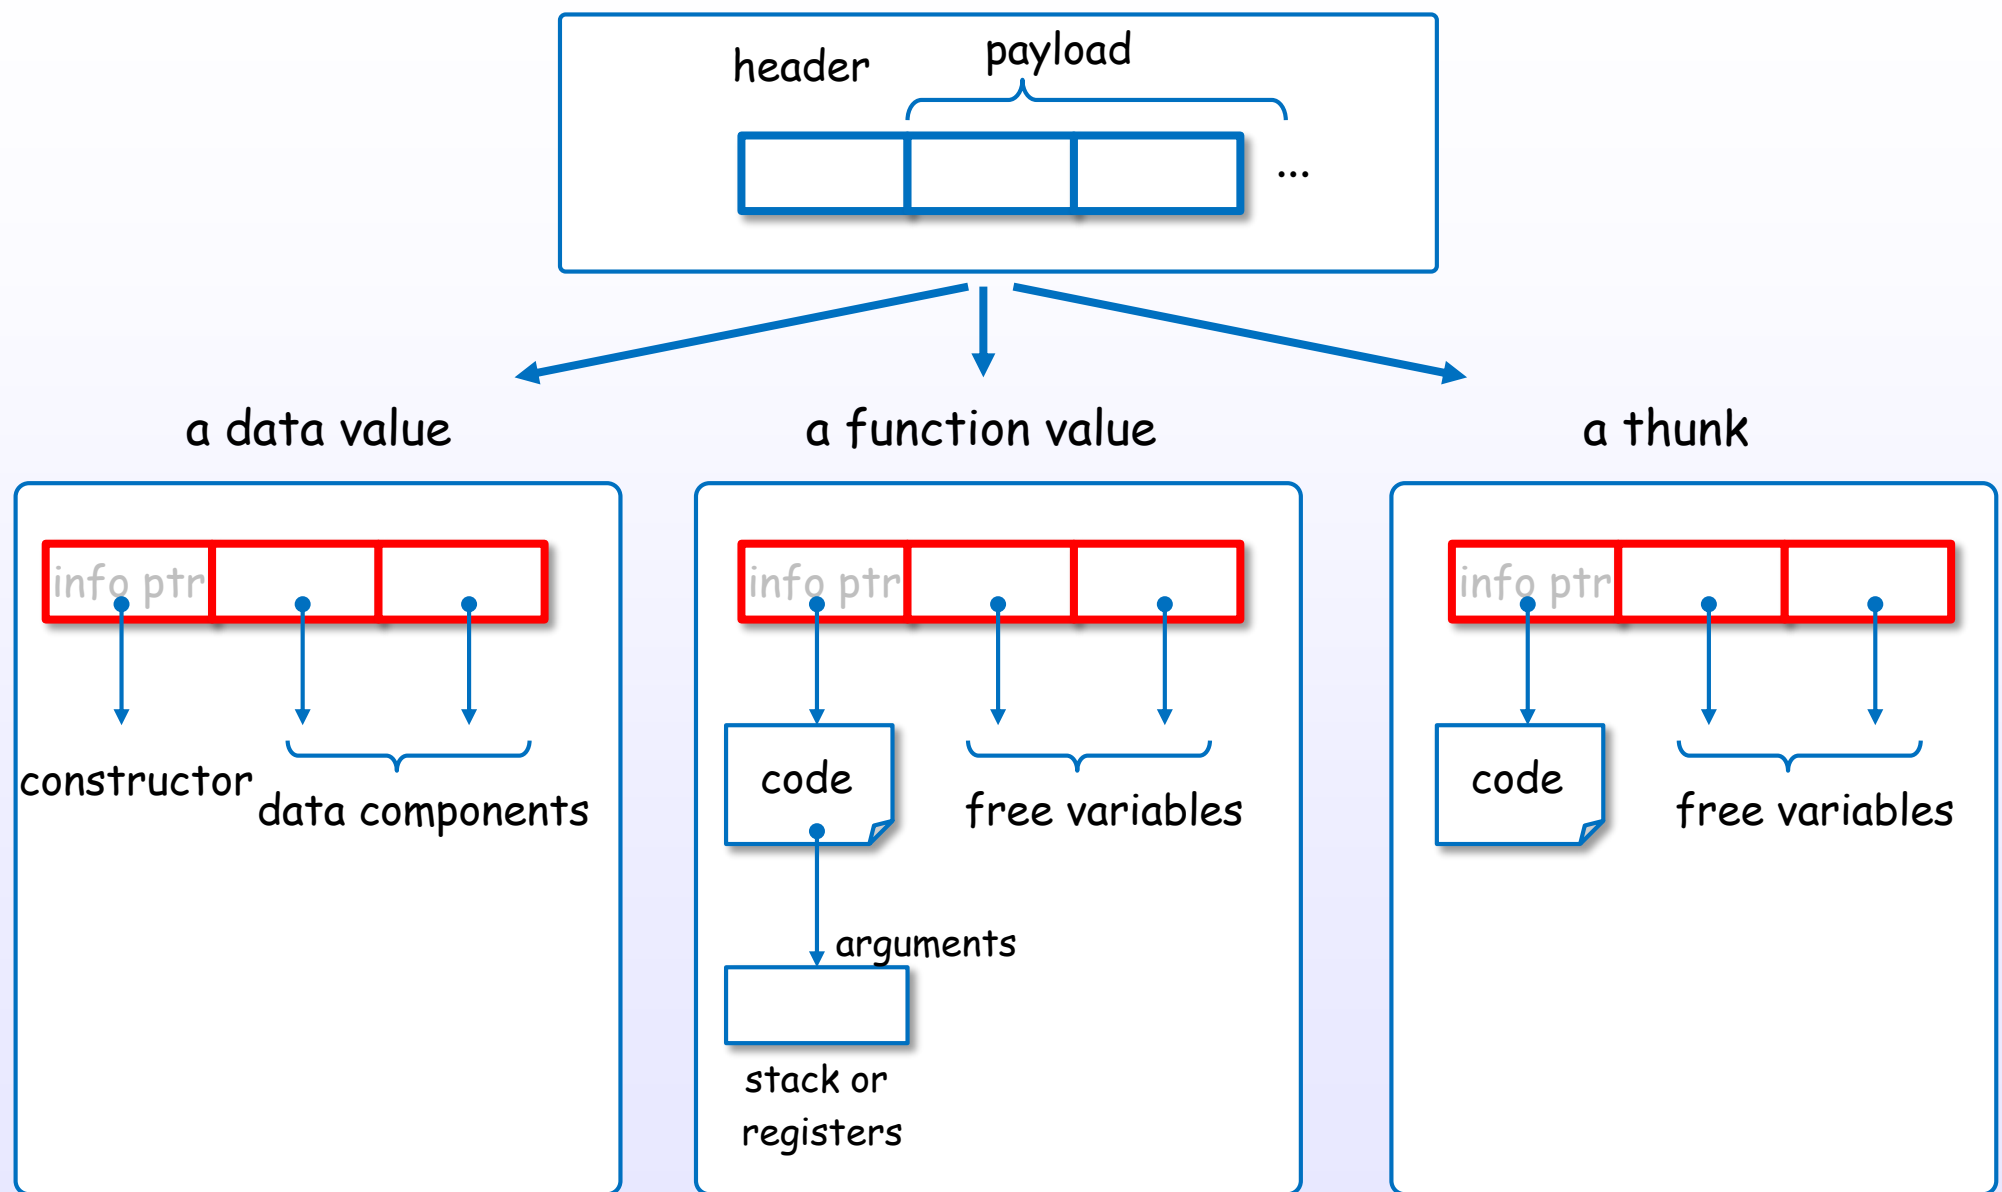 header
payload
...
a data value
a function value
a thunk
info ptr
constructor
data components
info ptr
code
free variables
arguments
stack or
registers
info ptr
code
free variables